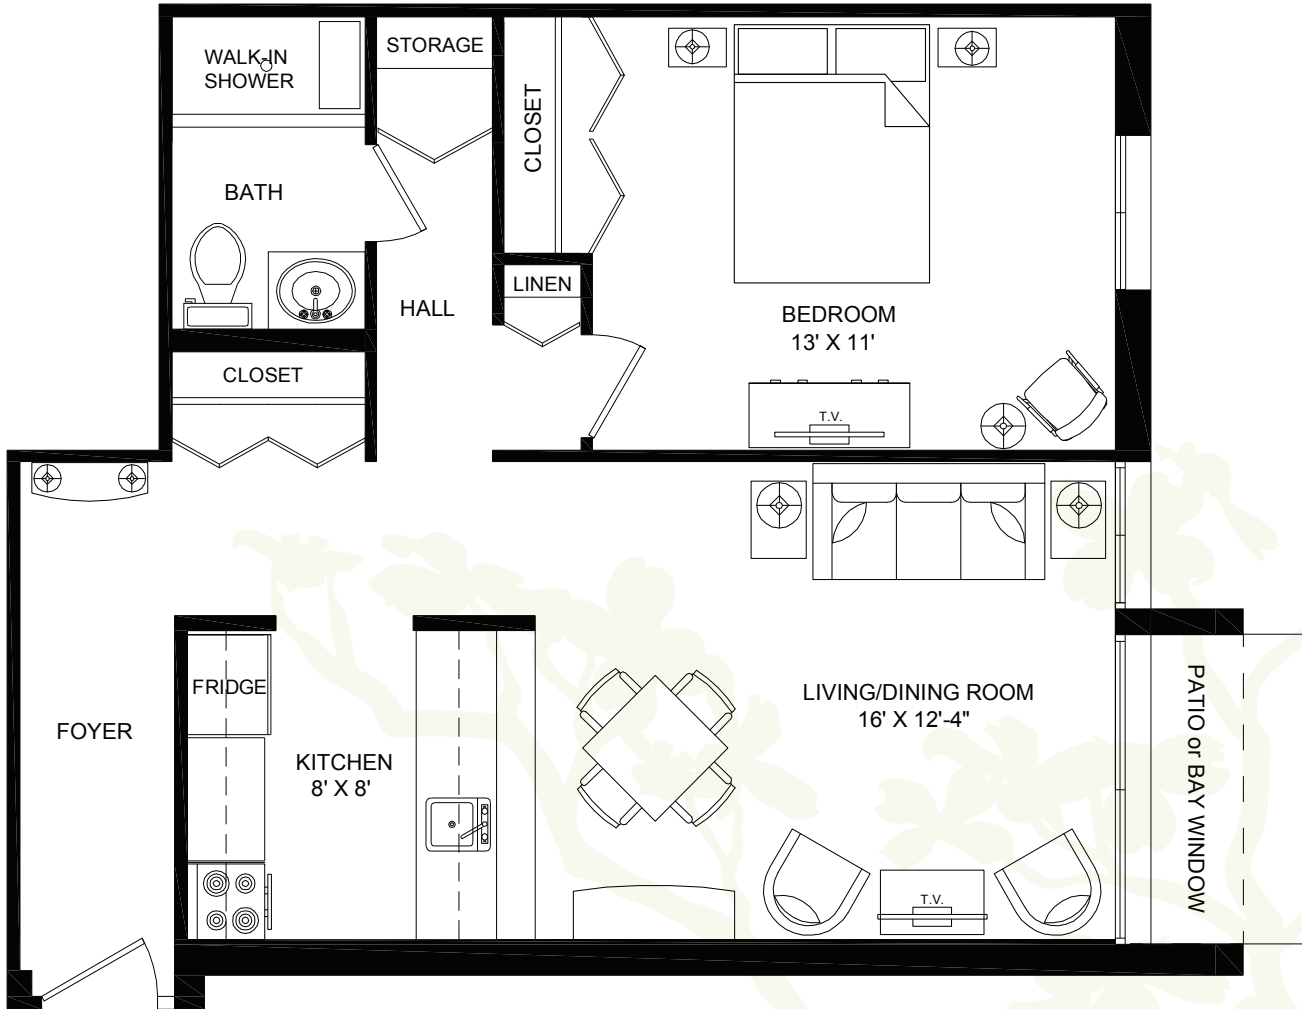 WALK-IN
SHOWER
STORAGE
CLOSET
BATH
LINEN
HALL
BEDROOM
13' X 11'
CLOSET
T.V.
FRIDGE
LIVING/DINING ROOM
16' X 12'-4"
PATIO or BAY WINDOW
FOYER
KITCHEN
8' X 8'
T.V.